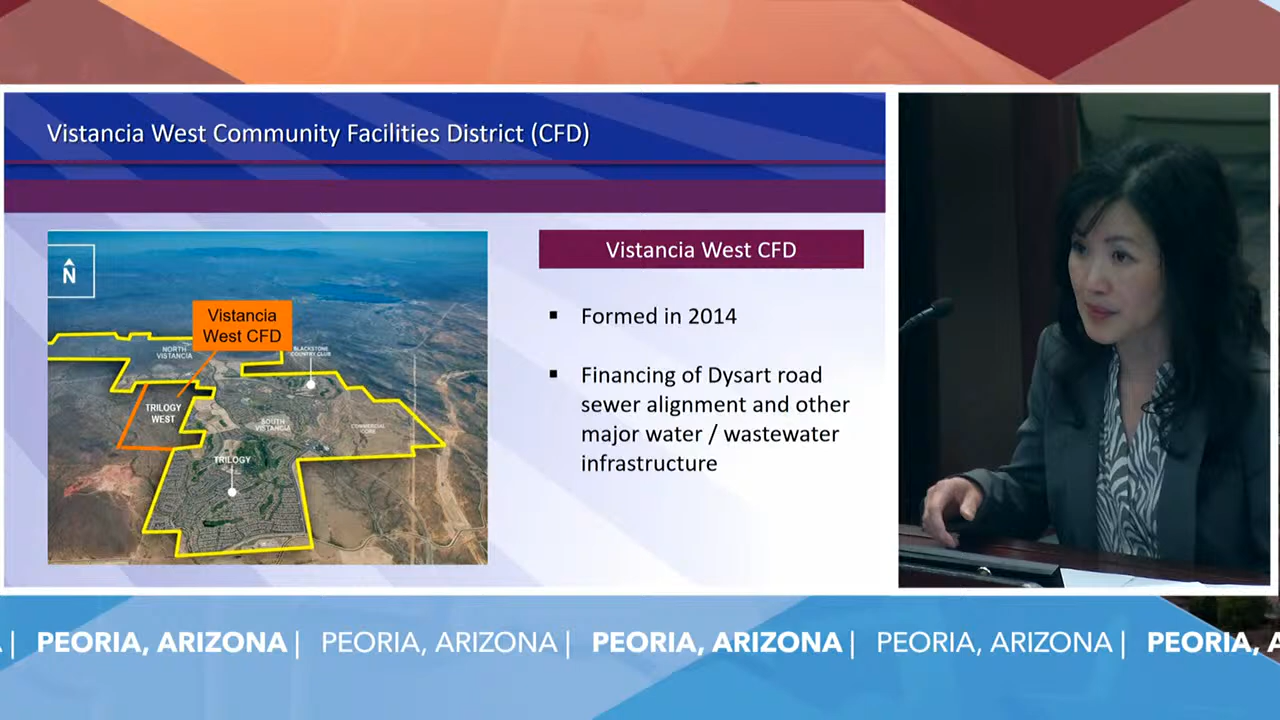 Vistancia West Community Facilities District (CFD)
N
Vistancia
West CFD
NORTH
VISTANCIA
BLACKSTONE
COUNTRY CLUB
TRILOGY
WEST
SOUTH
VISTANCIA
COMMERCIAL
CORE
TRILOGY
Vistancia West CFD
▪ Formed in 2014
▪ Financing of Dysart road
sewer alignment and other
major water / wastewater
infrastructure
| PEORIA, ARIZONA | PEORIA, ARIZONA | PEORIA, ARIZONA | PEORIA, ARIZONA | PEORIA, A